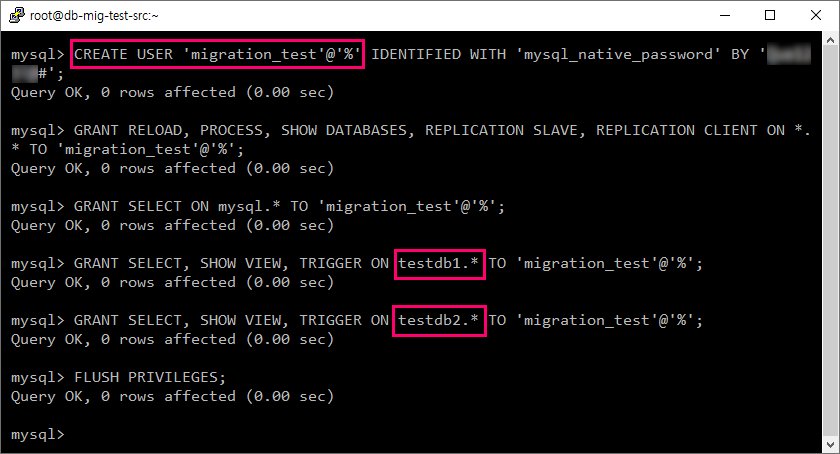 root@db-mig-test-src:~
mysql> CREATE USER 'migration_test'@'%' IDENTIFIED WITH 'mysql_native_password' BY '
#';
Query OK, 0 rows affected (0.00 sec)
mysql> GRANT RELOAD, PROCESS, SHOW DATABASES, REPLICATION SLAVE, REPLICATION CLIENT ON *.
* TO 'migration_test'@'%';
Query OK, 0 rows affected (0.00 sec)
mysql> GRANT SELECT ON mysql.* TO 'migration_test'@'%';
Query OK, 0 rows affected (0.00 sec)
mysql> GRANT SELECT, SHOW VIEW, TRIGGER ON testdb1.* TO 'migration_test'@'%';
Query OK, 0 rows affected (0.00 sec)
mysql> GRANT SELECT, SHOW VIEW, TRIGGER ON testdb2.* TO 'migration_test'@'%';
Query OK, 0 rows affected (0.00 sec)
mysql> FLUSH PRIVILEGES;
Query OK, 0 rows affected (0.00 sec)
mysql>